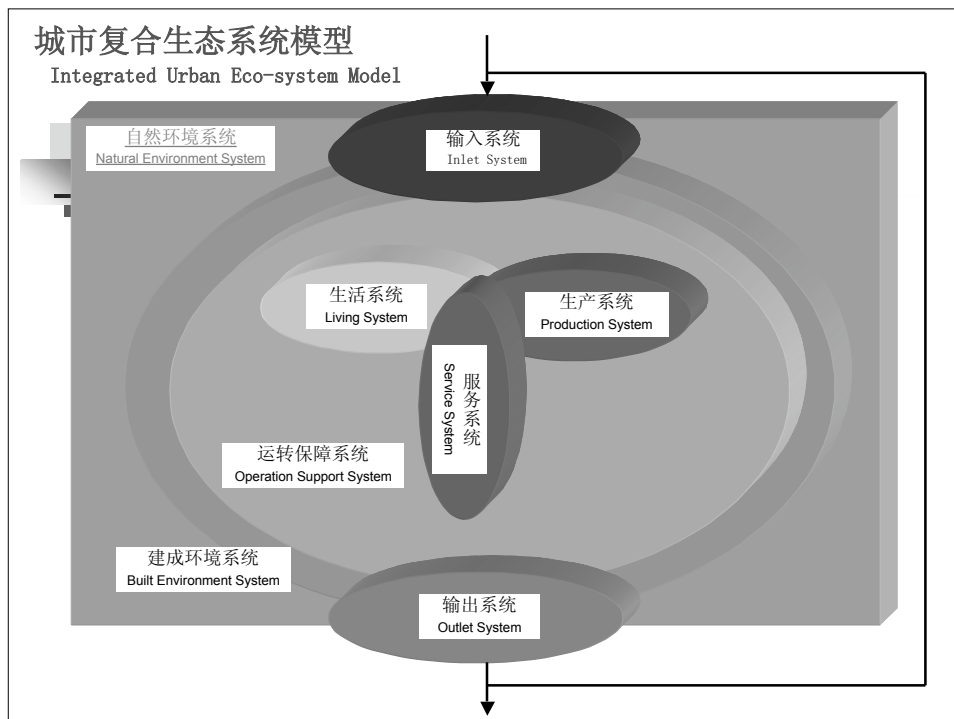 城市复合生态系统模型
Integrated Urban Eco-system Model
自然环境系统
Natural Environment System
输入系统
Inlet System
生活系统
Living System
生产系统
Production System
服务系统
Service System
运转保障系统
Operation Support System
建成环境系统
Built Environment System
输出系统
Outlet System